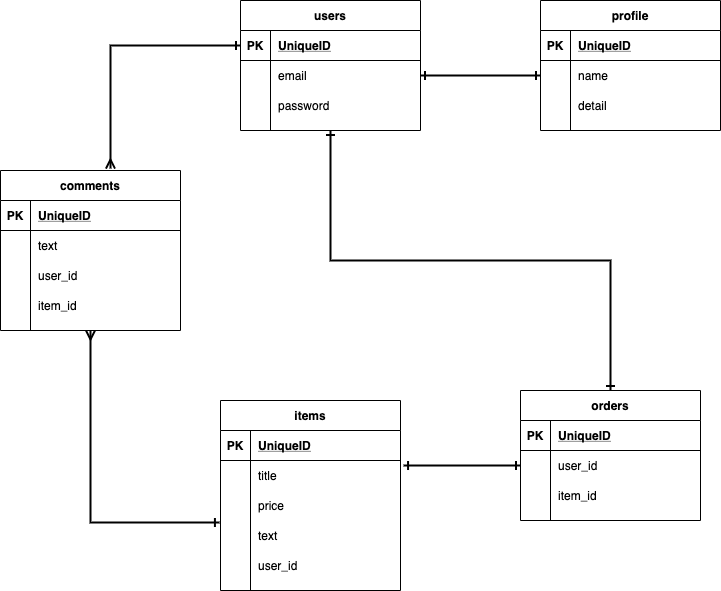 users
PK UniqueID
email
password
profile
PK UniqueID
name
detail
comments
PK UniqueID
text
user_id
item_id
items
PK UniqueID
title
price
text
user_id
orders
PK UniqueID
user_id
item_id